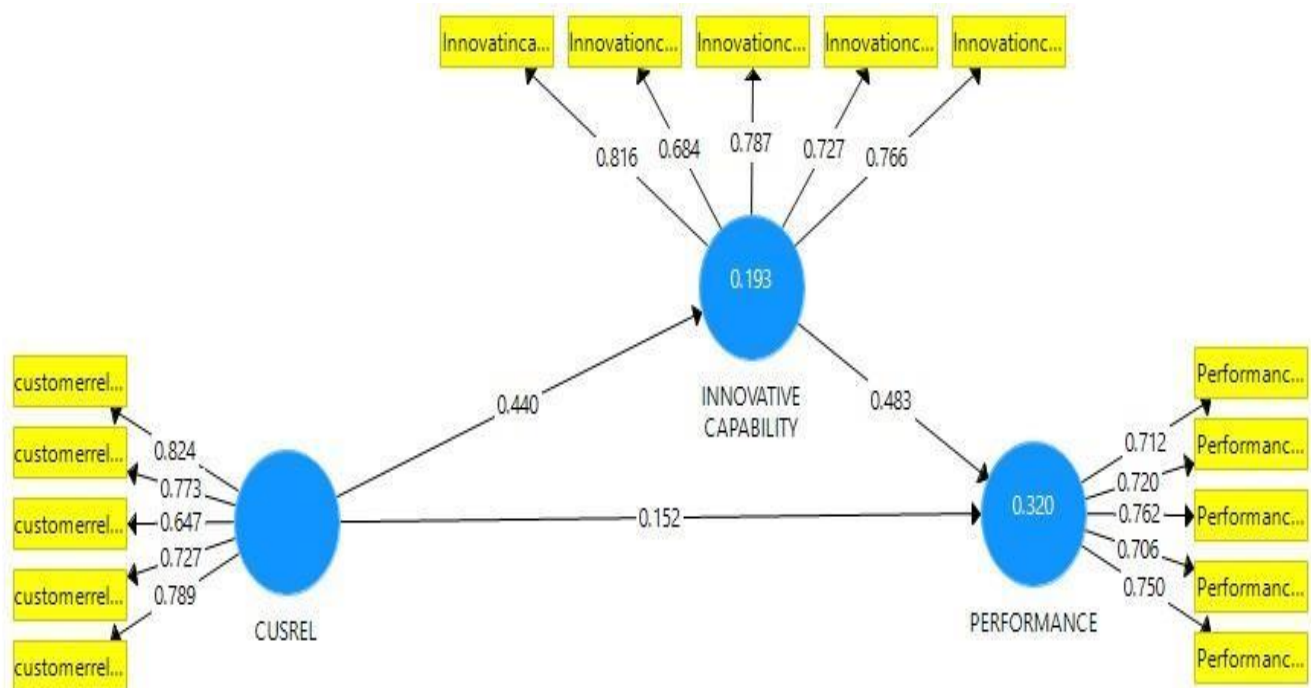 Innovatinca...
Innovationc...
Innovationc...
Innovationc...
Innovationc...
0.816
0.684
0.787
0.727
0.766
0.193
INNOVATIVE
CAPABILITY
0.440
0.483
0.152
customerrel...
customerrel...
customerrel...
customerrel...
customerrel...
0.824
0.773
0.647
0.727
0.789
CUSREL
0.320
PERFORMANCE
0.712
0.720
0.762
0.706
0.750
Performanc...
Performanc...
Performanc...
Performanc...
Performanc...